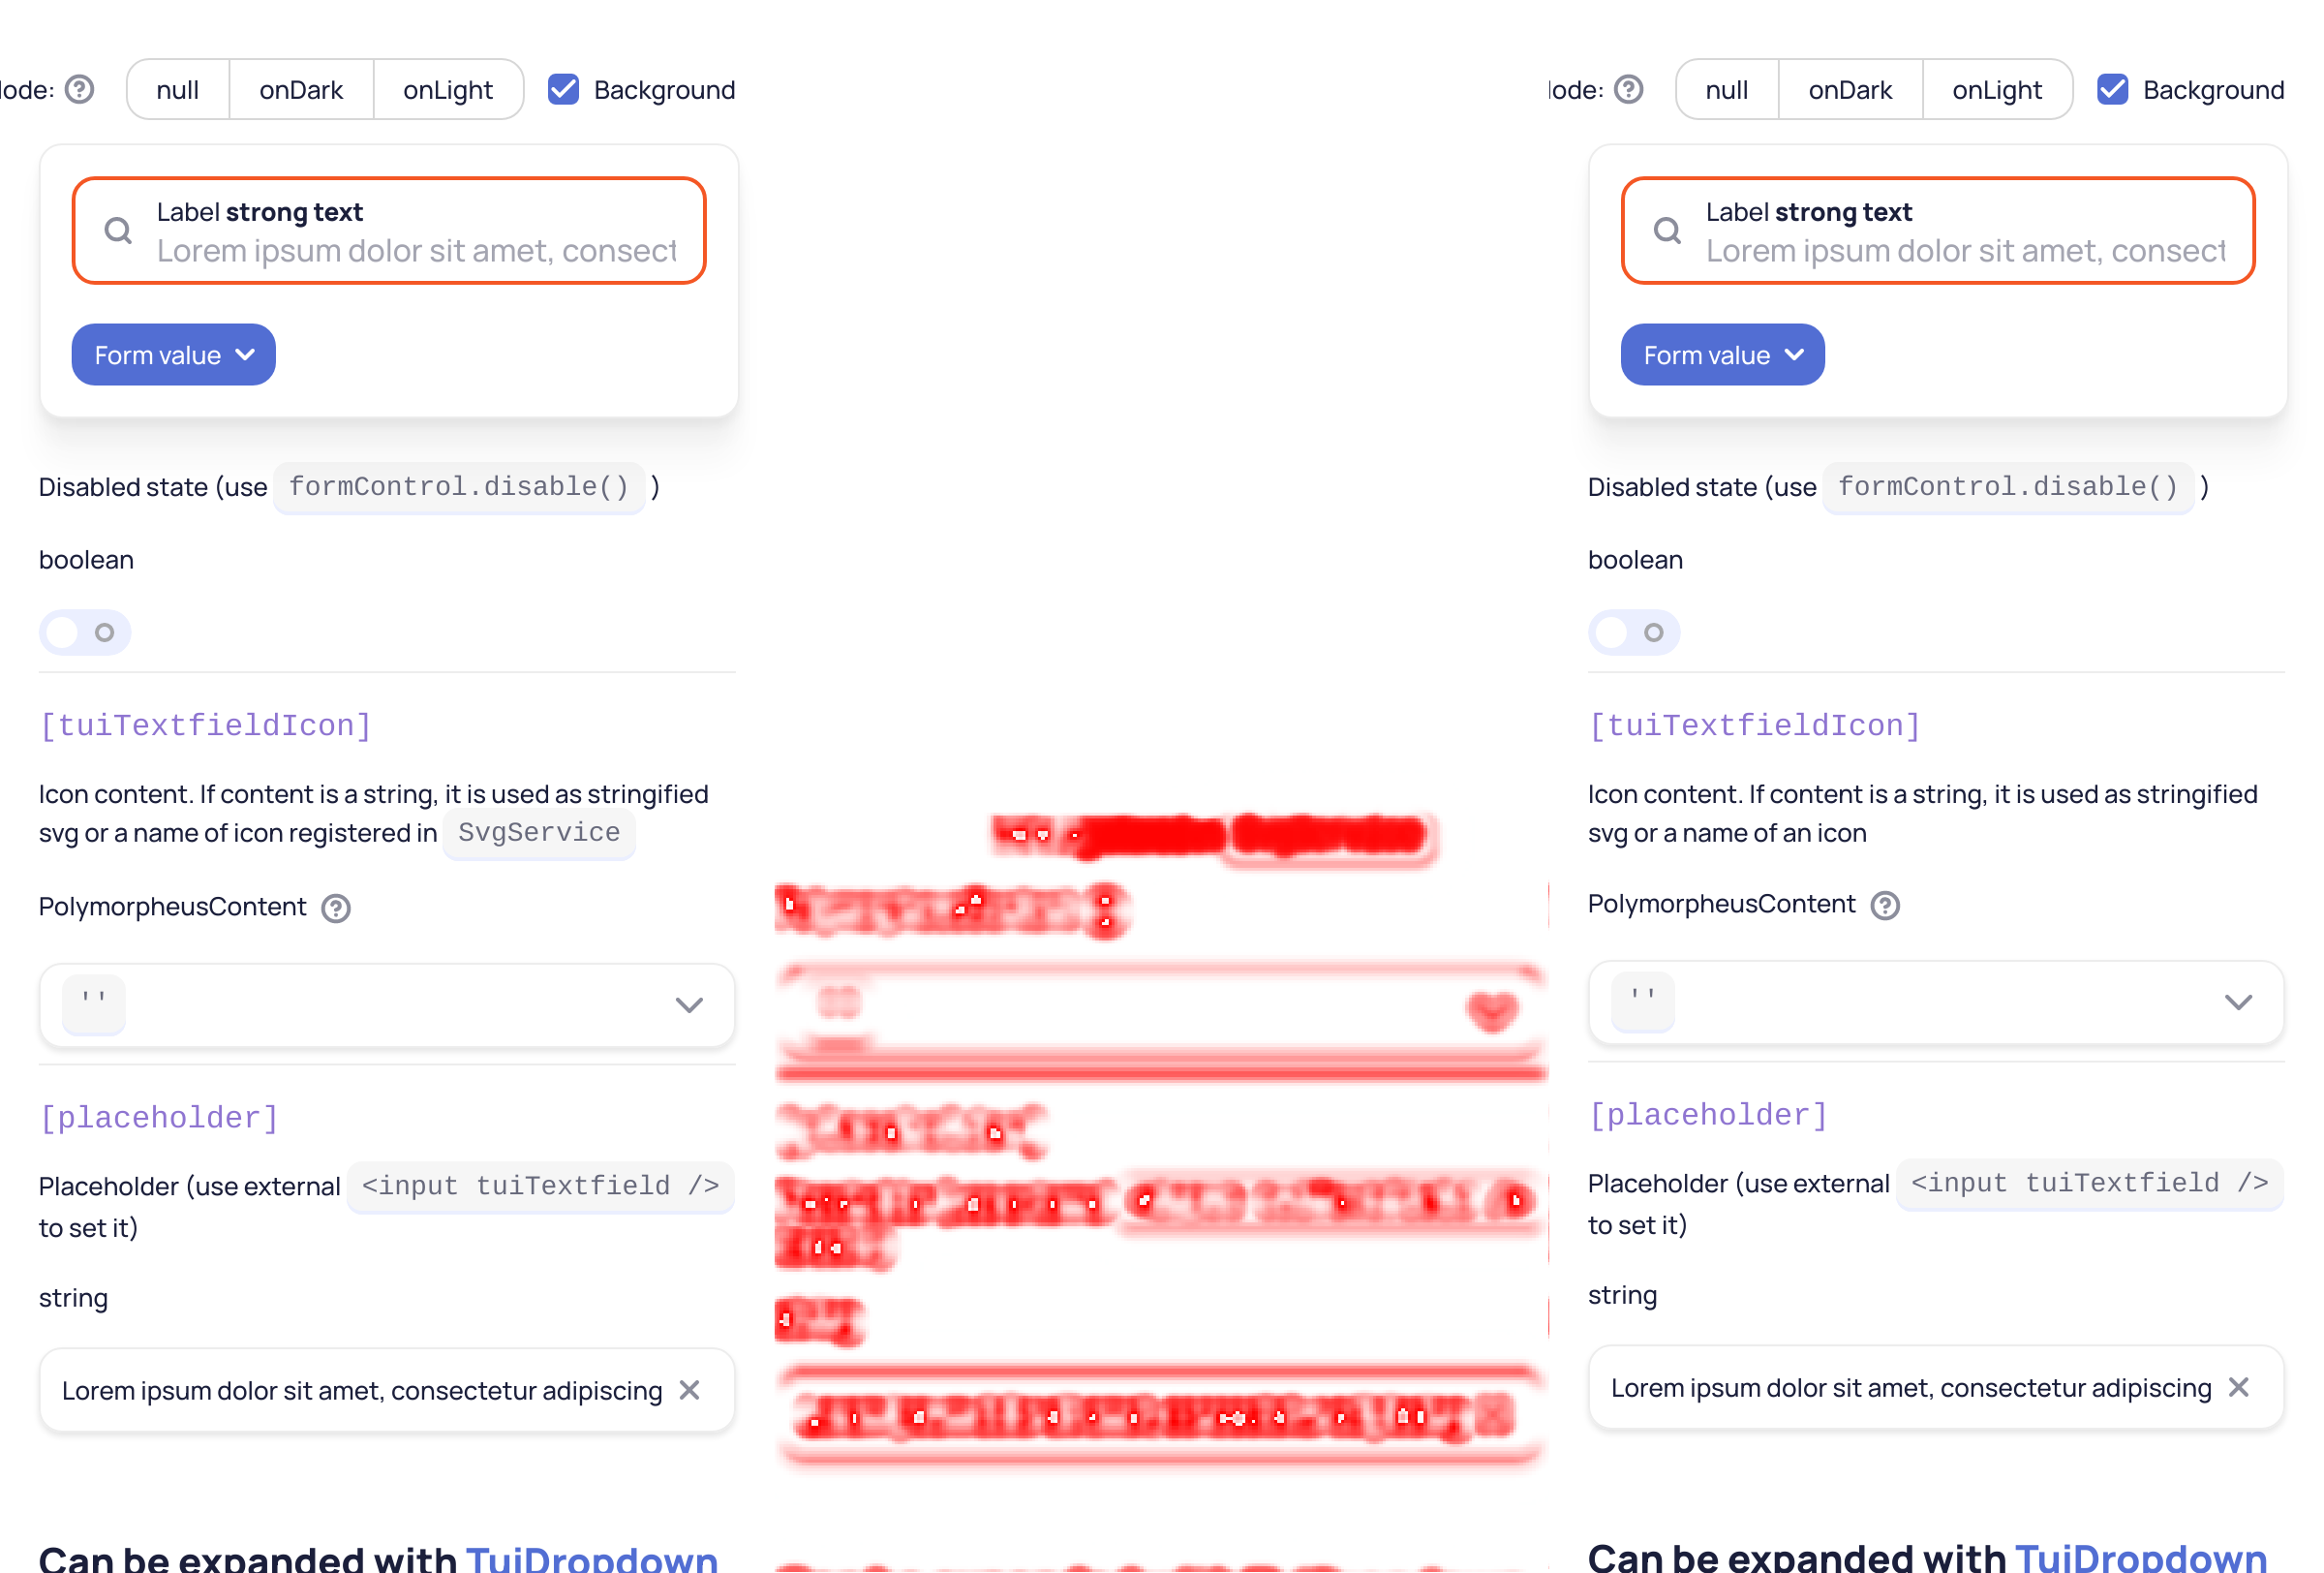 lode: null onDark onLight Background
Label strong text
Lorem ipsum dolor sit amet, consect
Form value
Disabled state (use formControl.disable() )
boolean
[tuiTextfieldIcon]
Icon content. If content is a string, it is used as stringified
svg or a name of icon registered in SvgService
PolymorpheusContent
''
[placeholder]
Placeholder (use external <input tuiTextfield />
to set it)
string
Lorem ipsum dolor sit amet, consectetur adipiscing
Can be expanded with TuiDropdown
lode: null onDark onLight Background
Label strong text
Lorem ipsum dolor sit amet, consect
Form value
Disabled state (use formControl.disable() )
boolean
[tuiTextfieldIcon]
Icon content. If content is a string, it is used as stringified
svg or a name of an icon
PolymorpheusContent
''
[placeholder]
Placeholder (use external <input tuiTextfield />
to set it)
string
Lorem ipsum dolor sit amet, consectetur adipiscing
Can be expanded with TuiDropdown